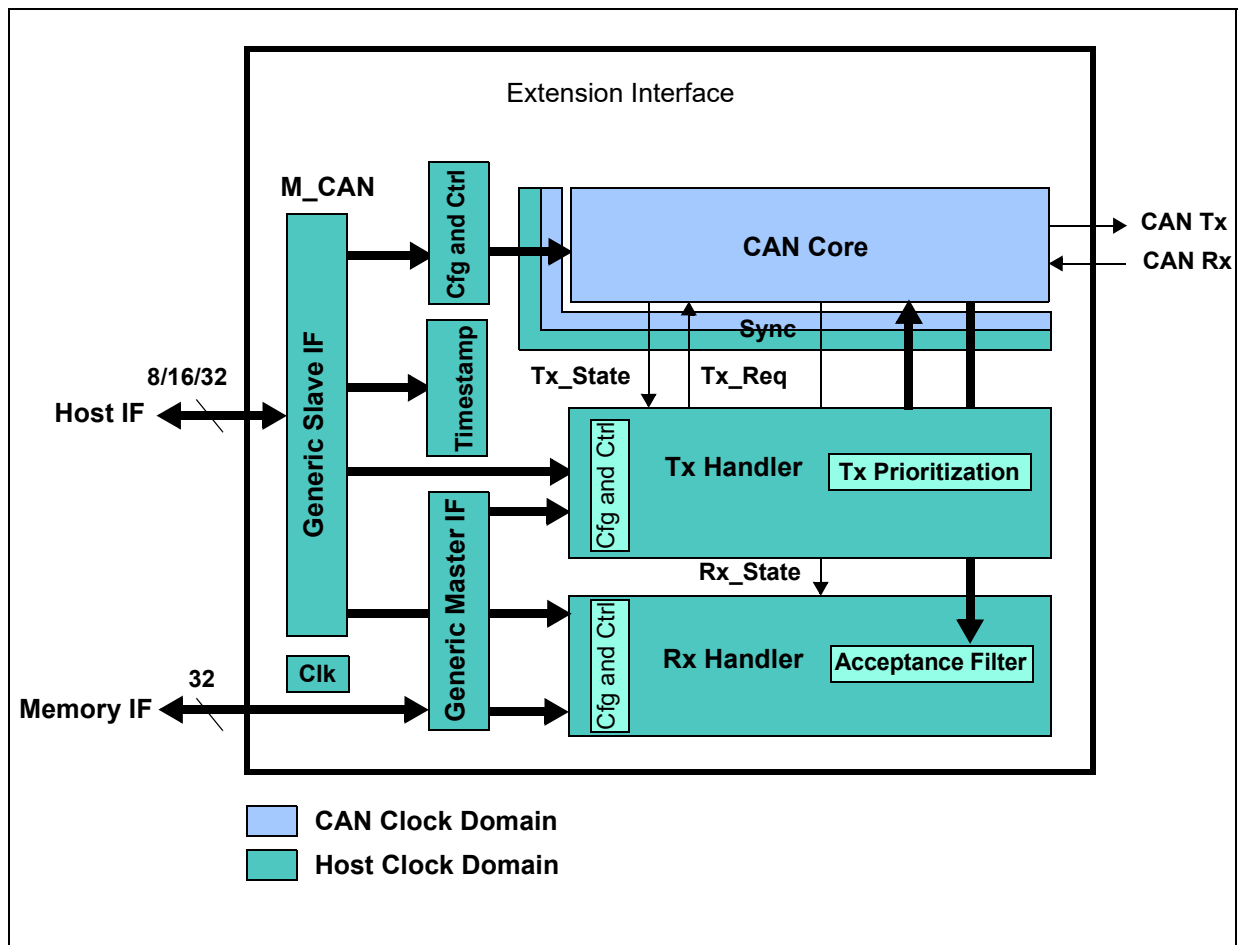 Extension Interface
M_CAN
Cfg and Ctrl
CAN Core
CAN Tx
CAN Rx
Sync
Generic Slave IF
Timestamp
8/16/32
Host IF
Tx_State
Tx_Req
Cfg and Ctrl
Tx Handler
Tx Prioritization
Generic Master IF
Rx_State
Cfg and Ctrl
Rx Handler
Acceptance Filter
Clk
32
Memory IF
CAN Clock Domain
Host Clock Domain